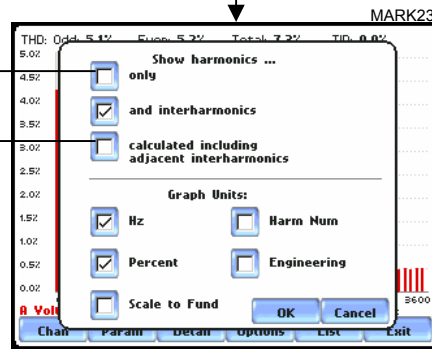 MARK23
THD: Odd: 5.1% Even: 5.2% Total: 7.3% TID: 0.0%
5.0%
4.5%
4.0%
3.5%
3.0%
2.5%
2.0%
1.5%
1.0%
0.5%
0.0%
Show harmonics ...
only
and interharmonics
calculated including
adjacent interharmonics
Graph Units:
Hz
Harm Num
Percent
Engineering
Scale to Fund
OK
Cancel
3600
A Vol
Chan Param Detail Options List Exit